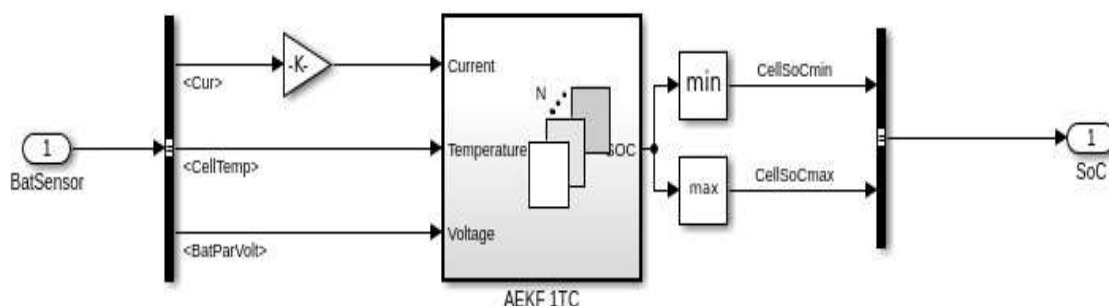 1
BatSensor
<Cur>
<CellTemp>
<BatParVolt>
-K-
Current
Temperature
Voltage
N
SOC
AEKF 1TC
min
max
CellSoCmin
CellSoCmax
1
SoC